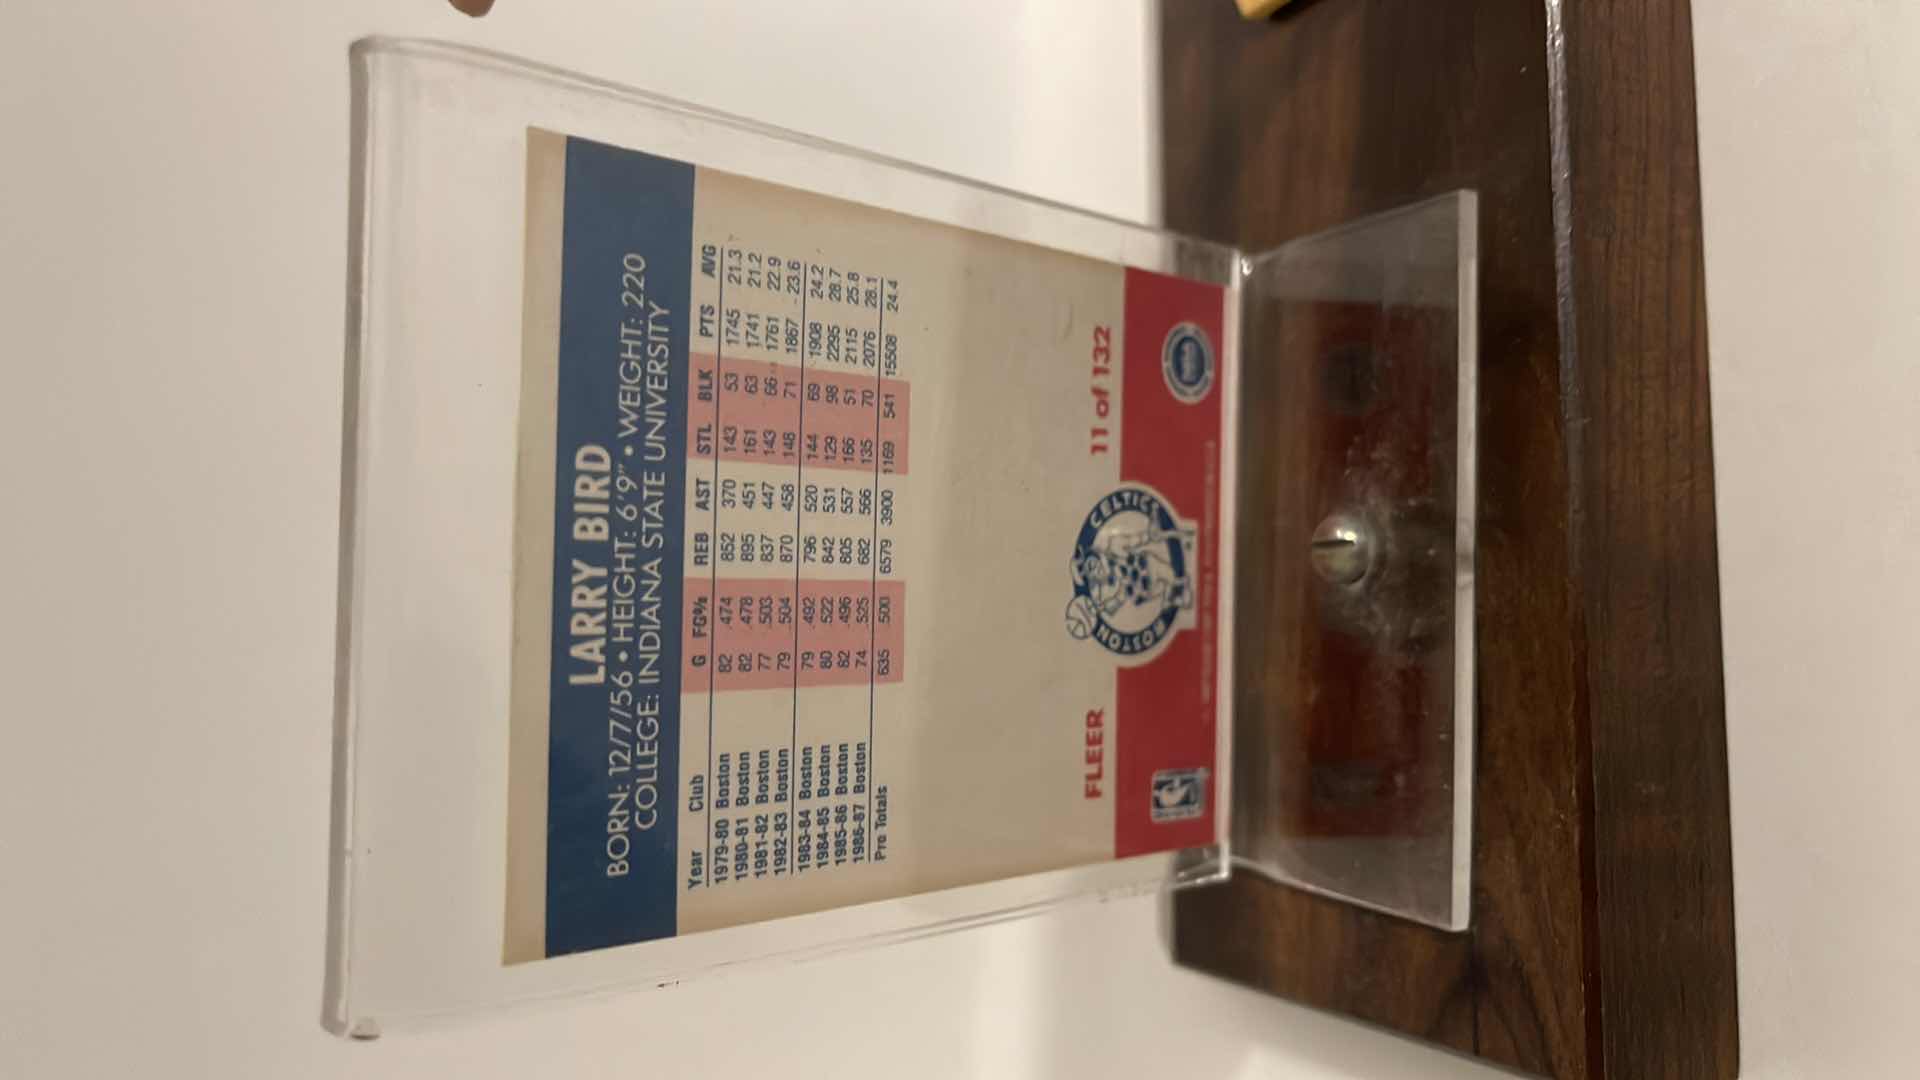 LARRY BIRD
BORN: 12/7/56 • HEIGHT: 6'9" • WEIGHT: 220
COLLEGE: INDIANA STATE UNIVERSITY
Year Club G FG% REB AST STL BLK PTS AVG
1979-80 Boston 82 .474 852 370 143 53 1745 21.3
1980-81 Boston 82 .478 895 451 161 63 1741 21.2
1981-82 Boston 77 .503 837 447 143 66 1761 22.9
1982-83 Boston 79 .504 870 458 148 71 1867 23.6
1983-84 Boston 79 .492 796 520 144 69 1908 24.2
1984-85 Boston 80 .522 842 531 129 98 2295 28.7
1985-86 Boston 82 .496 805 557 166 51 2115 25.8
1986-87 Boston 74 .525 682 566 135 70 2076 28.1
Pro Totals 635 .500 6579 3900 1169 541 15508 24.4
FLEER 11 of 132
BOSTON CELTICS